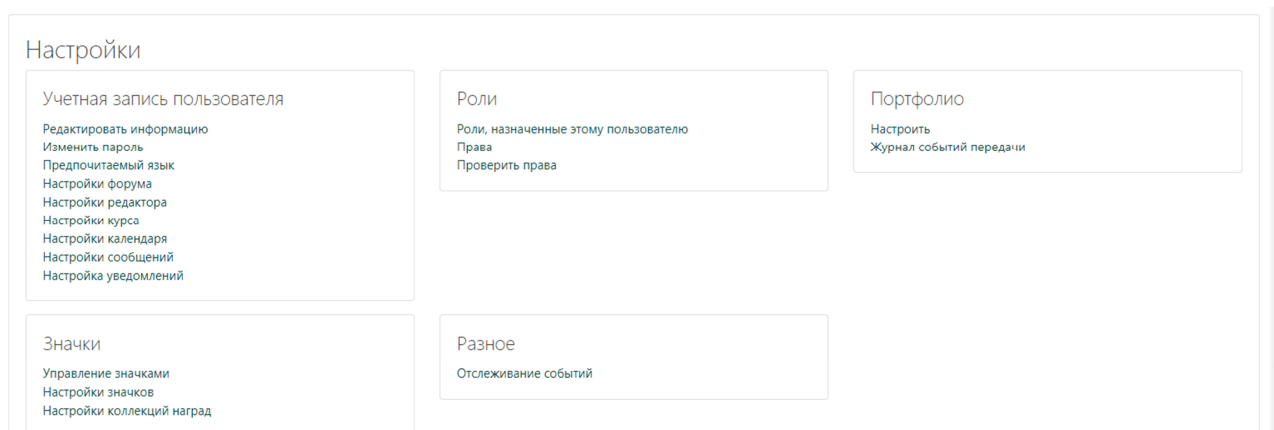 Настройки
Учетная запись пользователя
Редактировать информацию
Изменить пароль
Предпочитаемый язык
Настройки форума
Настройки редактора
Настройки курса
Настройки календаря
Настройки сообщений
Настройка уведомлений
Роли
Роли, назначенные этому пользователю
Права
Проверить права
Портфолио
Настроить
Журнал событий передачи
Значки
Управление значками
Настройки значков
Настройки коллекций наград
Разное
Отслеживание событий